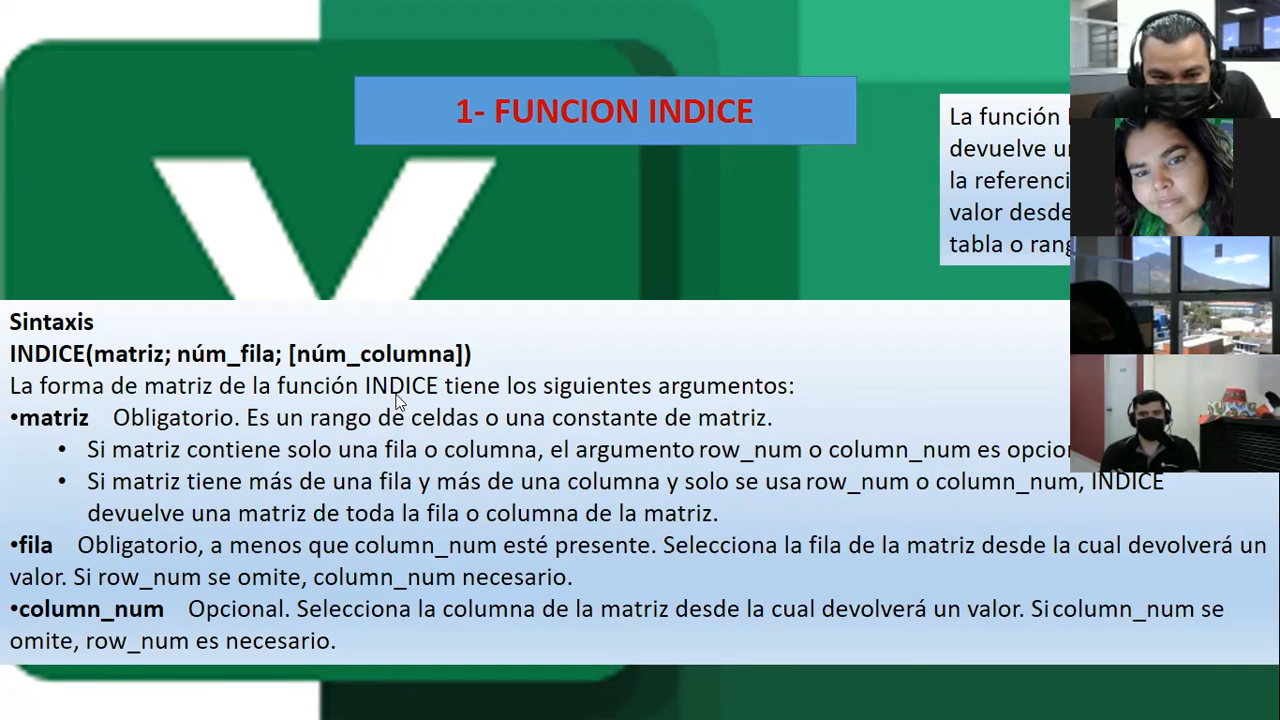 1- FUNCION INDICE
La función
devuelve
la
valor desde
tabla o
Sintaxis
INDICE(matriz; núm_fila; [núm_columna])
La forma de matriz de la función INDICE tiene los siguientes argumentos:
•matriz Obligatorio. Es un rango de celdas o una constante de matriz.
• Si matriz contiene solo una fila o columna, el argumento row_num o column_num es
• Si matriz tiene más de una fila y más de una columna y solo se usa row_num o column_num, INDICE
devuelve una matriz de toda la fila o columna de la matriz.
•fila Obligatorio, a menos que column_num esté presente. Selecciona la fila de la matriz desde la cual devolverá un
valor. Si row_num se omite, column_num necesario.
•column_num Opcional. Selecciona la columna de la matriz desde la cual devolverá un valor. Si column_num se
omite, row_num es necesario.